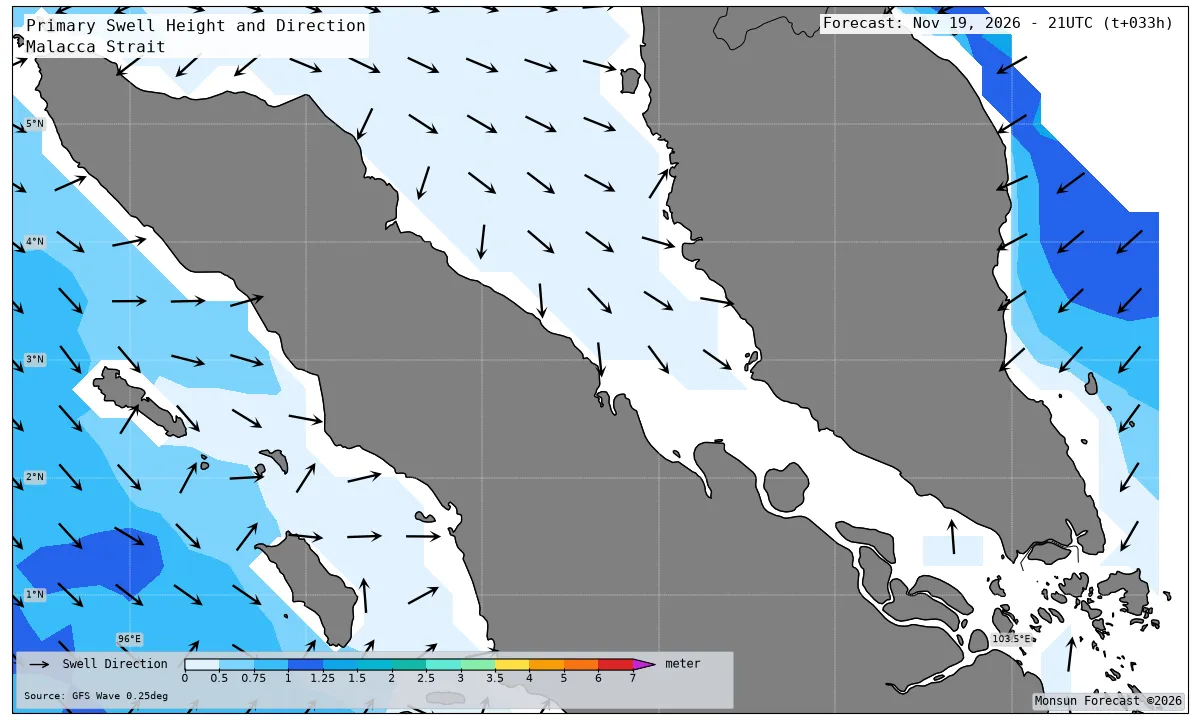 Primary Swell Height and Direction
Malacca Strait
Forecast: Nov 19, 2026 - 21UTC (t+033h)
5°N
4°N
3°N
2°N
1°N
96°E
103.5°E
Swell Direction
meter
0 0.5 0.75 1 1.25 1.5 2 2.5 3 3.5 4 5 6 7
Source: GFS Wave 0.25deg
Monsun Forecast ©2026